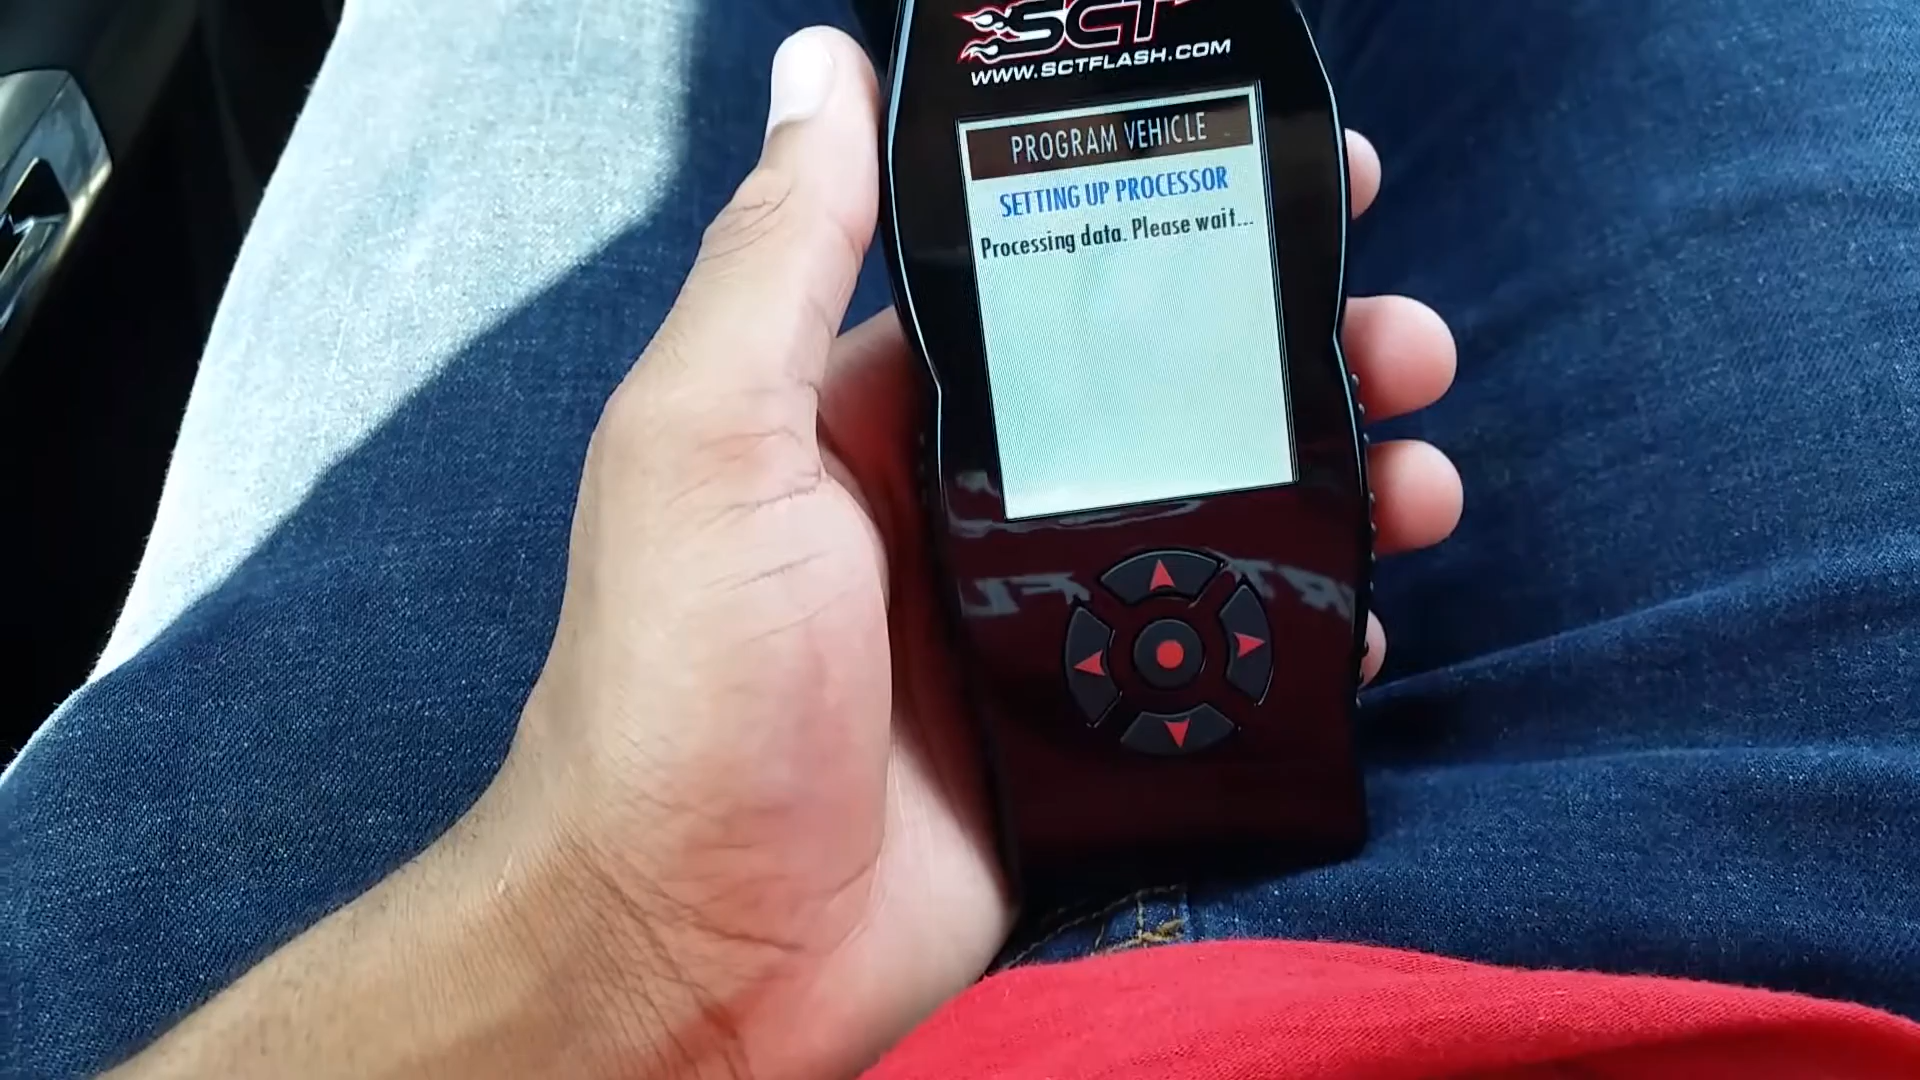 SCT
WWW.SCTFLASH.COM
PROGRAM VEHICLE
SETTING UP PROCESSOR
Processing data. Please wait...